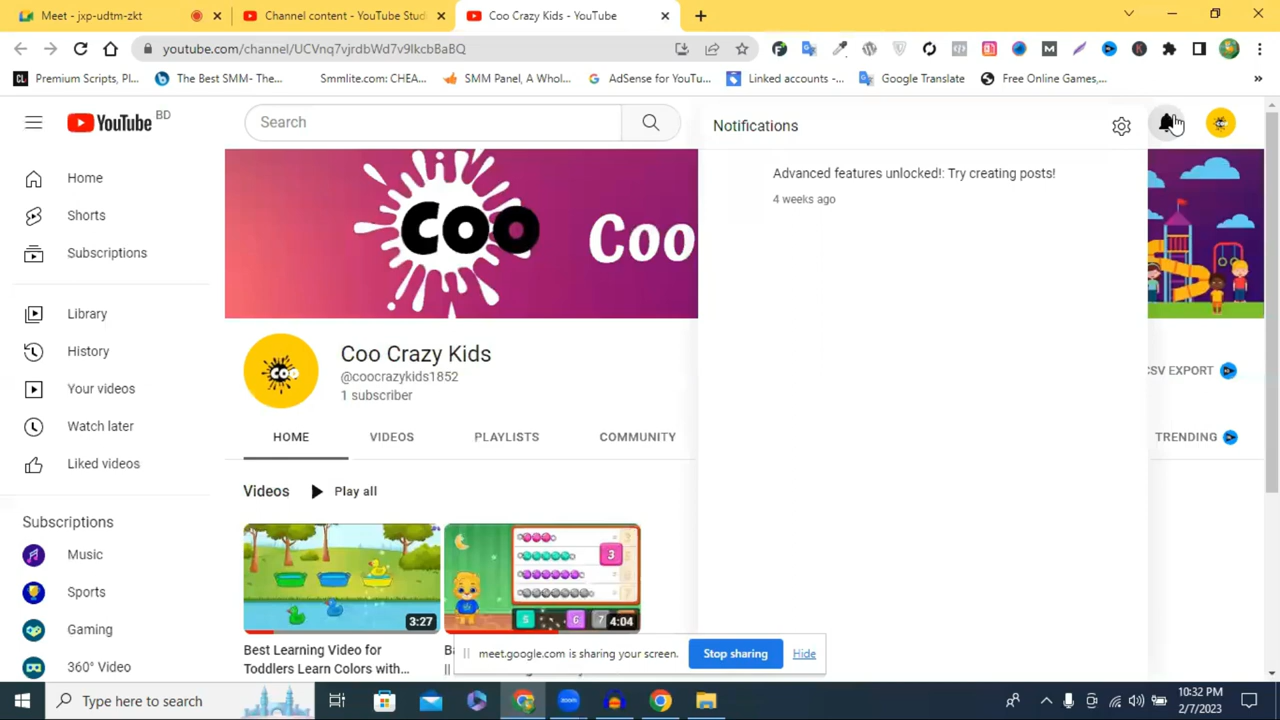 Meet - jxp-udtm-zkt
Channel content - YouTube Stud
Coo Crazy Kids - YouTube
youtube.com/channel/UCVnq7vjrdbWd7v9lkcbBaBQ
Premium Scripts, Pl...
The Best SMM- The...
Smmlite.com: CHEA...
SMM Panel, A Whol...
AdSense for YouTu...
Linked accounts -...
Google Translate
Free Online Games,...
YouTube BD
Search
Notifications
Advanced features unlocked!: Try creating posts!
4 weeks ago
Home
Shorts
Subscriptions
Library
History
Your videos
Watch later
Liked videos
Subscriptions
Music
Sports
Gaming
360° Video
COO
Coo
Coo Crazy Kids
@coocrazykids1852
1 subscriber
CSV EXPORT
HOME
VIDEOS
PLAYLISTS
COMMUNITY
TRENDING
Videos
Play all
3:27
3
5
6
7
4:04
Best Learning Video for
Toddlers Learn Colors with...
meet.google.com is sharing your screen.
Stop sharing
Hide
Type here to search
zoom
10:32 PM
2/7/2023